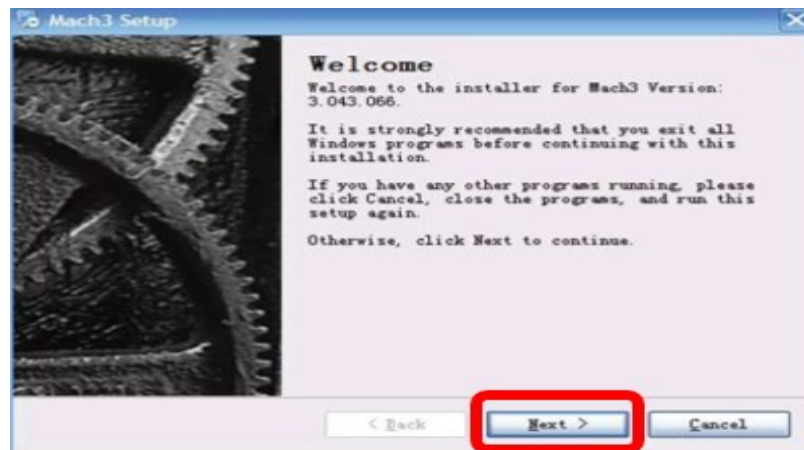 Mach3 Setup
Welcome
Welcome to the installer for Mach3 Version:
3.043.066.
It is strongly recommended that you exit all
Windows programs before continuing with this
installation.
If you have any other programs running, please
click Cancel, close the programs, and run this
setup again.
Otherwise, click Next to continue.
< Back
Next >
Cancel